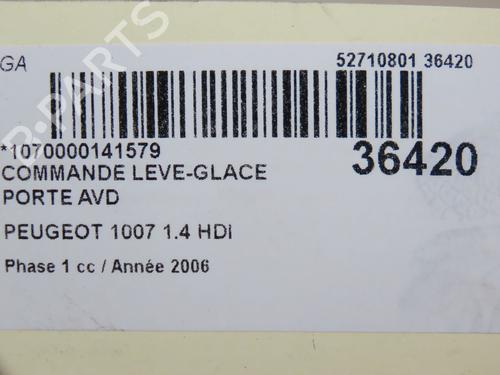 GA 52710801 36420
*1070000141579 36420
COMMANDE LEVE-GLACE
PORTE AVD
PEUGEOT 1007 1.4 HDI
Phase 1 cc / Année 2006
B-PARTS